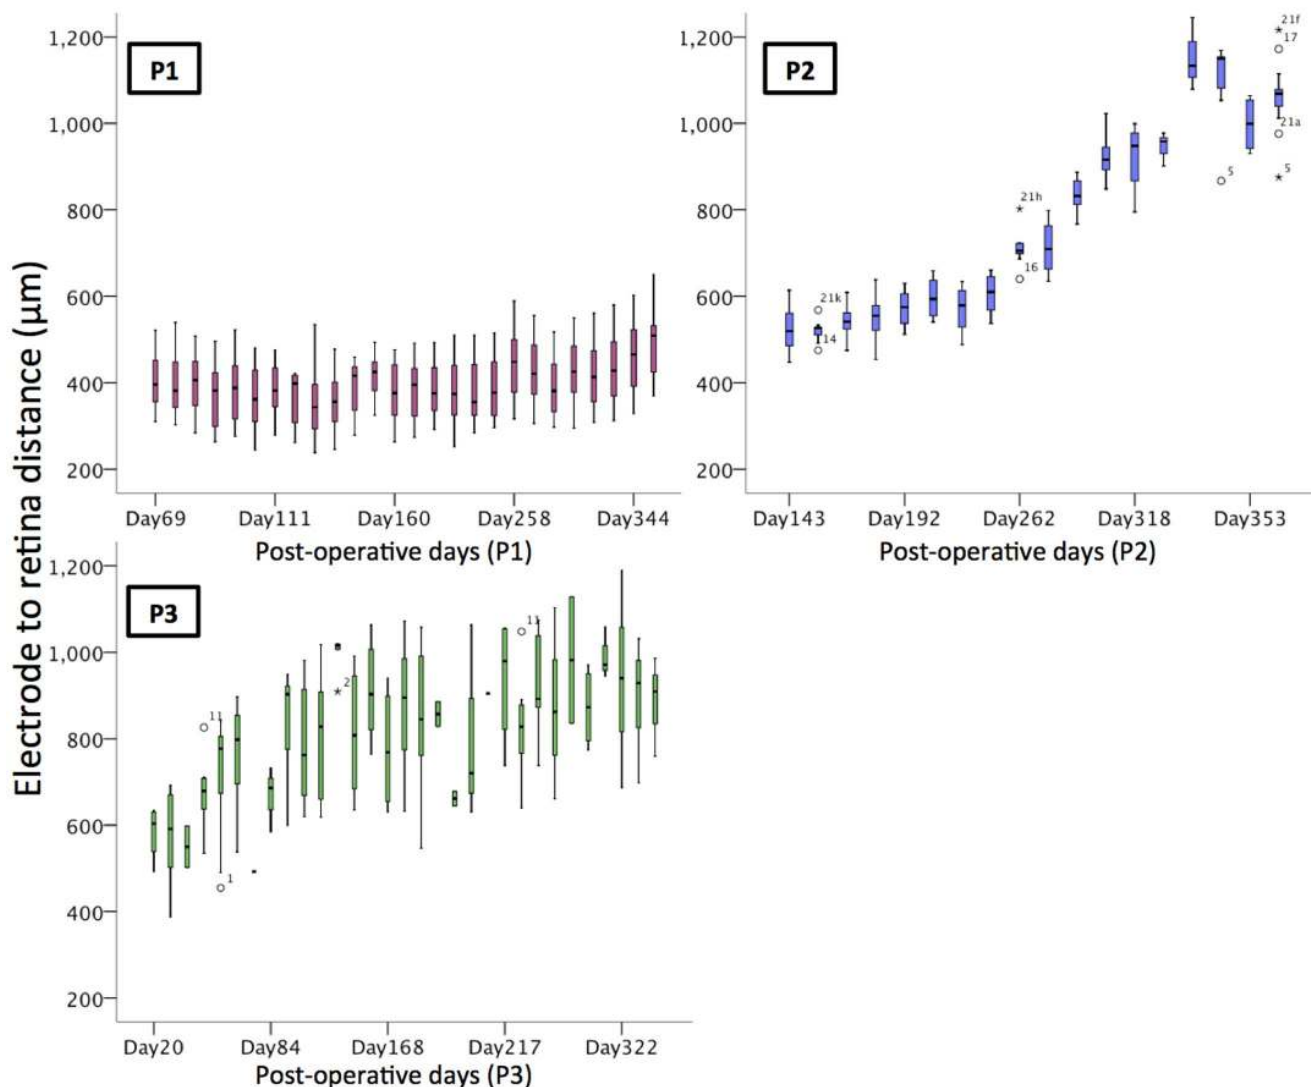 Electrode to retina distance (μm)
P1
1,200
1,000
800
600
400
200
Day69 Day111 Day160 Day258 Day344
Post-operative days (P1)
P2
1,200
1,000
800
600
400
200
21f
17
21a
5
5
21h
16
21k
14
Day143 Day192 Day262 Day318 Day353
Post-operative days (P2)
P3
1,200
1,000
800
600
400
200
11
1
2
11
Day20 Day84 Day168 Day217 Day322
Post-operative days (P3)